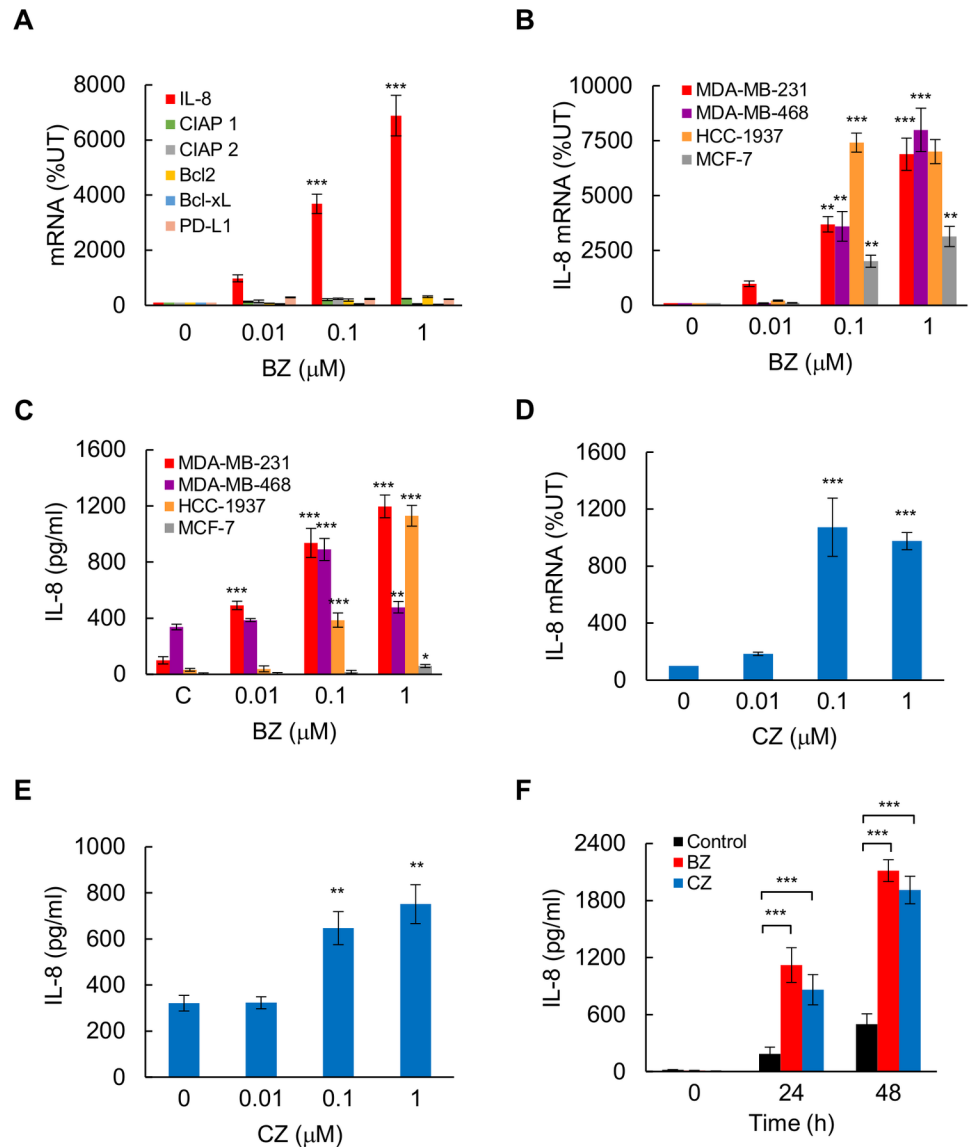 A
mRNA (%UT)
8000
6000
4000
2000
0
IL-8
CIAP 1
CIAP 2
Bcl2
Bcl-xL
PD-L1
***
***
0 0.01 0.1 1
BZ (μM)
B
IL-8 mRNA (%UT)
10000
7500
5000
2500
0
MDA-MB-231
MDA-MB-468
HCC-1937
MCF-7
** ** *** **
*** *** **
0 0.01 0.1 1
BZ (μM)
C
IL-8 (pg/ml)
1600
1200
800
400
0
MDA-MB-231
MDA-MB-468
HCC-1937
MCF-7
***
*** *** ***
*** ** *** *
C 0.01 0.1 1
BZ (μM)
D
IL-8 mRNA (%UT)
1600
1200
800
400
0
*** ***
0 0.01 0.1 1
CZ (μM)
E
IL-8 (pg/ml)
1000
800
600
400
200
0
** **
0 0.01 0.1 1
CZ (μM)
F
IL-8 (pg/ml)
2400
1800
1200
600
0
Control
BZ
CZ
***
***
***
***
0 24 48
Time (h)